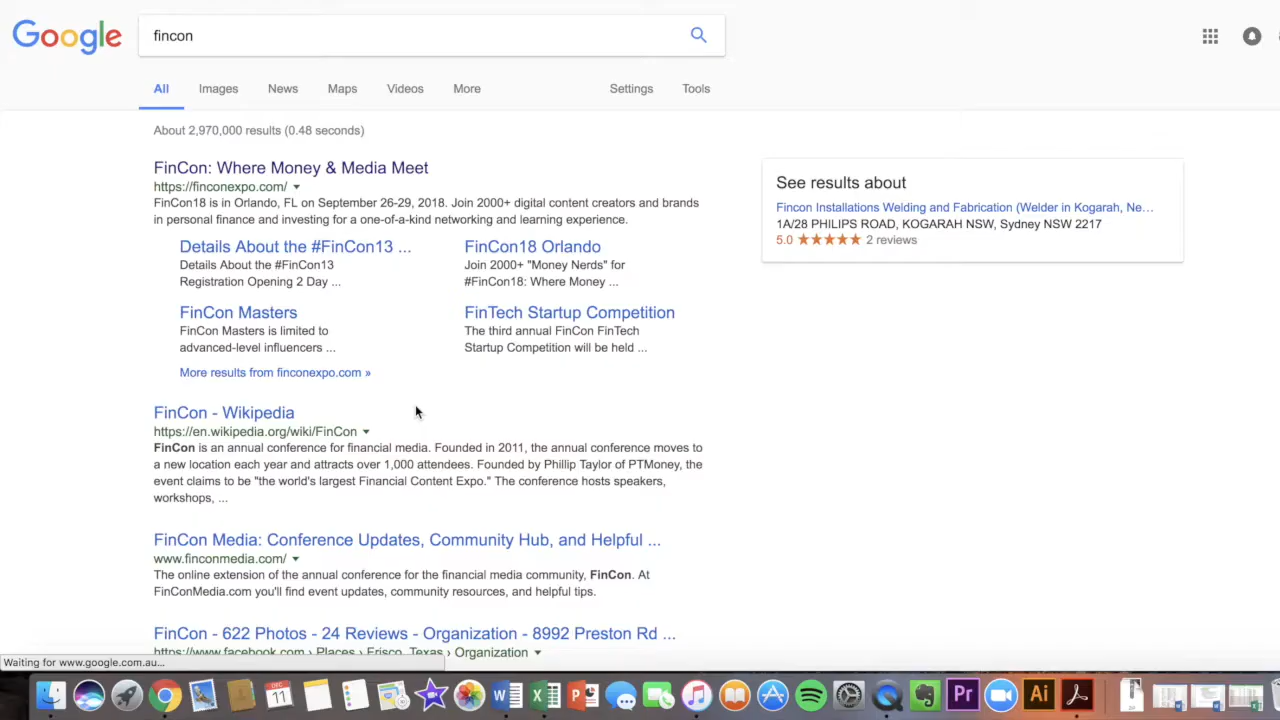 Google
fincon
All Images News Maps Videos More Settings Tools
About 2,970,000 results (0.48 seconds)
FinCon: Where Money & Media Meet
https://finconexpo.com/
FinCon18 is in Orlando, FL on September 26-29, 2018. Join 2000+ digital content creators and brands
in personal finance and investing for a one-of-a-kind networking and learning experience.
Details About the #FinCon13 ...
Details About the #FinCon13
Registration Opening 2 Day ...
FinCon18 Orlando
Join 2000+ "Money Nerds" for
#FinCon18: Where Money ...
FinCon Masters
FinCon Masters is limited to
advanced-level influencers ...
FinTech Startup Competition
The third annual FinCon FinTech
Startup Competition will be held ...
More results from finconexpo.com »
FinCon - Wikipedia
https://en.wikipedia.org/wiki/FinCon
FinCon is an annual conference for financial media. Founded in 2011, the annual conference moves to
a new location each year and attracts over 1,000 attendees. Founded by Phillip Taylor of PTMoney, the
event claims to be "the world's largest Financial Content Expo." The conference hosts speakers,
workshops, ...
FinCon Media: Conference Updates, Community Hub, and Helpful ...
www.finconmedia.com/
The online extension of the annual conference for the financial media community, FinCon. At
FinConMedia.com you'll find event updates, community resources, and helpful tips.
FinCon - 622 Photos - 24 Reviews - Organization - 8992 Preston Rd ...
https://www.facebook.com › Places › Frisco, Texas › Organization
See results about
Fincon Installations Welding and Fabrication (Welder in Kogarah, Ne…
1A/28 PHILIPS ROAD, KOGARAH NSW, Sydney NSW 2217
5.0 ★★★★★ 2 reviews
Waiting for www.google.com.au...
DEC
11
W
X
P
Pr
Ai